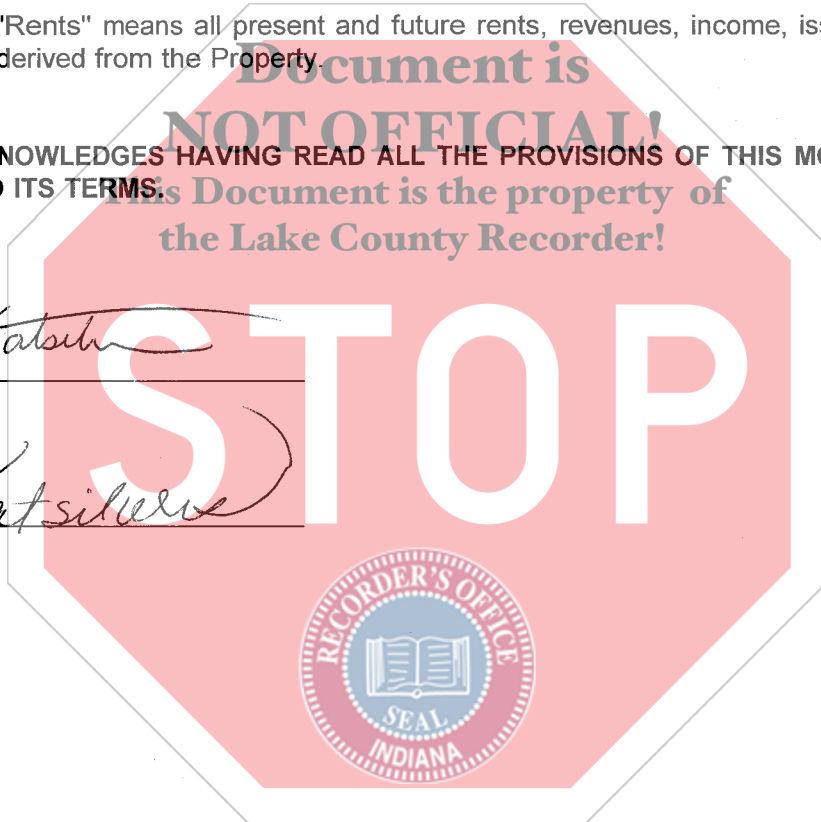 "Rents" means all present and future rents, revenues, income, iss
derived from the Property.
Document is
NOT OFFICIAL!
NOWLEDGES HAVING READ ALL THE PROVISIONS OF THIS MO
ITS TERMS.
This Document is the property of
the Lake County Recorder!
STOP
RECORDER'S OFFICE
SEAL
INDIANA